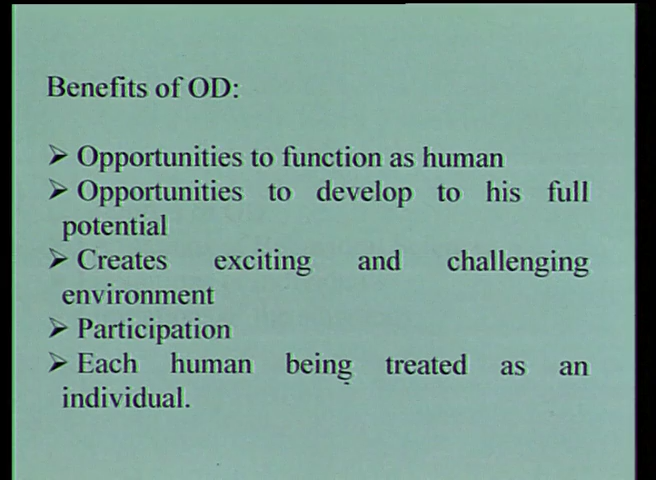 Benefits of OD:
➢ Opportunities to function as human
➢ Opportunities to develop to his full
potential
➢ Creates exciting and challenging
environment
➢ Participation
➢ Each human being treated as an
individual.